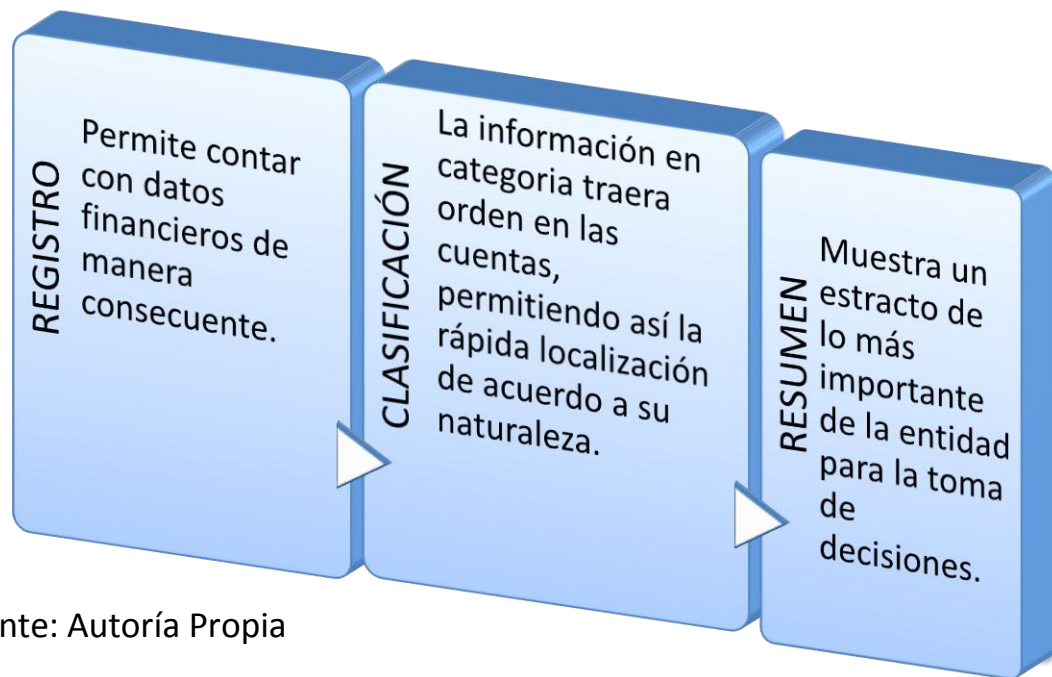 REGISTRO
Permite contar
con datos
financieros de
manera
consecuente.
CLASIFICACIÓN
La información en
categoria traera
orden en las
cuentas,
permitiendo así la
rápida localización
de acuerdo a su
naturaleza.
RESUMEN
Muestra un
estracto de
lo más
importante
de la entidad
para la toma
de
decisiones.
nte: Autoría Propia